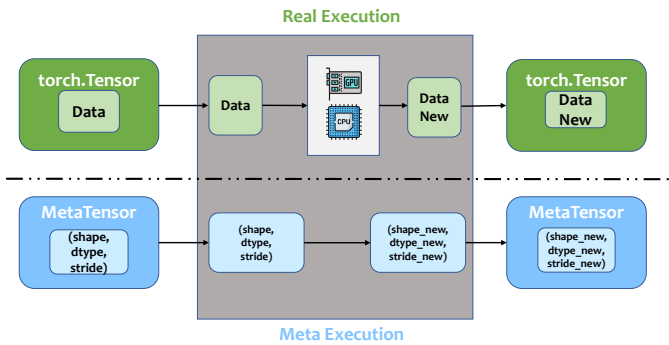 Real Execution
torch.Tensor
Data
Data
GPU
CPU
Data
New
torch.Tensor
Data
New
MetaTensor
(shape,
dtype,
stride)
(shape,
dtype,
stride)
(shape_new,
dtype_new,
stride_new)
MetaTensor
(shape_new,
dtype_new,
stride_new)
Meta Execution